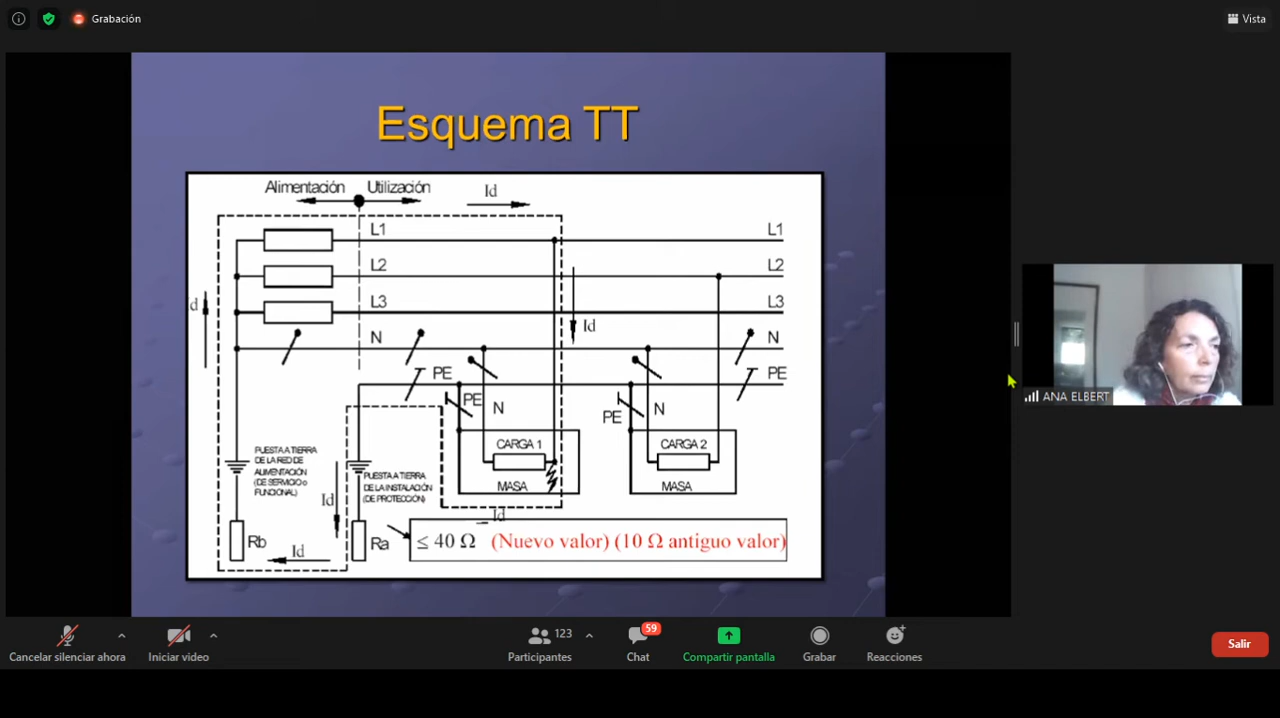 Grabación
Vista
Esquema TT
Alimentación Utilización Id
L1 L1
L2 L2
d L3 Id L3
N N
PE PE
PE N PE N
CARGA 1 CARGA 2
PUESTA A TIERRA
DE LA RED DE
ALIMENTACIÓN
(DE SERVICIO o
FUNCIONAL)
Id
PUESTA A TIERRA
DE LA INSTALACIÓN
(DE PROTECCIÓN)
MASA MASA
Id
Rb Id Ra ≤ 40 Ω (Nuevo valor) (10 Ω antiguo valor)
ANA ELBERT
Cancelar silenciar ahora
Iniciar video
123
Participantes
59
Chat
Compartir pantalla
Grabar
Reacciones
Salir